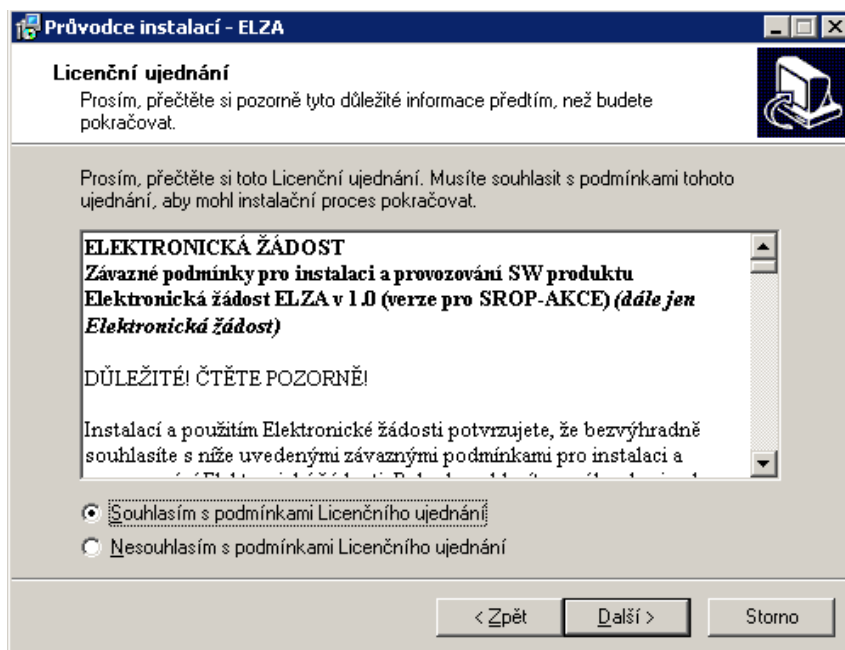 Průvodce instalací - ELZA
Licenční ujednání
Prosím, přečtěte si pozorně tyto důležité informace předtím, než budete
pokračovat.
Prosím, přečtěte si toto Licenční ujednání. Musíte souhlasit s podmínkami tohoto
ujednání, aby mohl instalační proces pokračovat.
ELEKTRONICKÁ ŽÁDOST
Závazné podmínky pro instalaci a provozování SW produktu
Elektronická žádost ELZA v 1.0 (verze pro SROP-AKCE) (dále jen
Elektronická žádost)
DŮLEŽITÉ! ČTĚTE POZORNĚ!
Instalací a použitím Elektronické žádosti potvrzujete, že bezvýhradně
souhlasíte s níže uvedenými závaznými podmínkami pro instalaci a
Souhlasím s podmínkami Licenčního ujednání
Nesouhlasím s podmínkami Licenčního ujednání
< Zpět
Další >
Storno